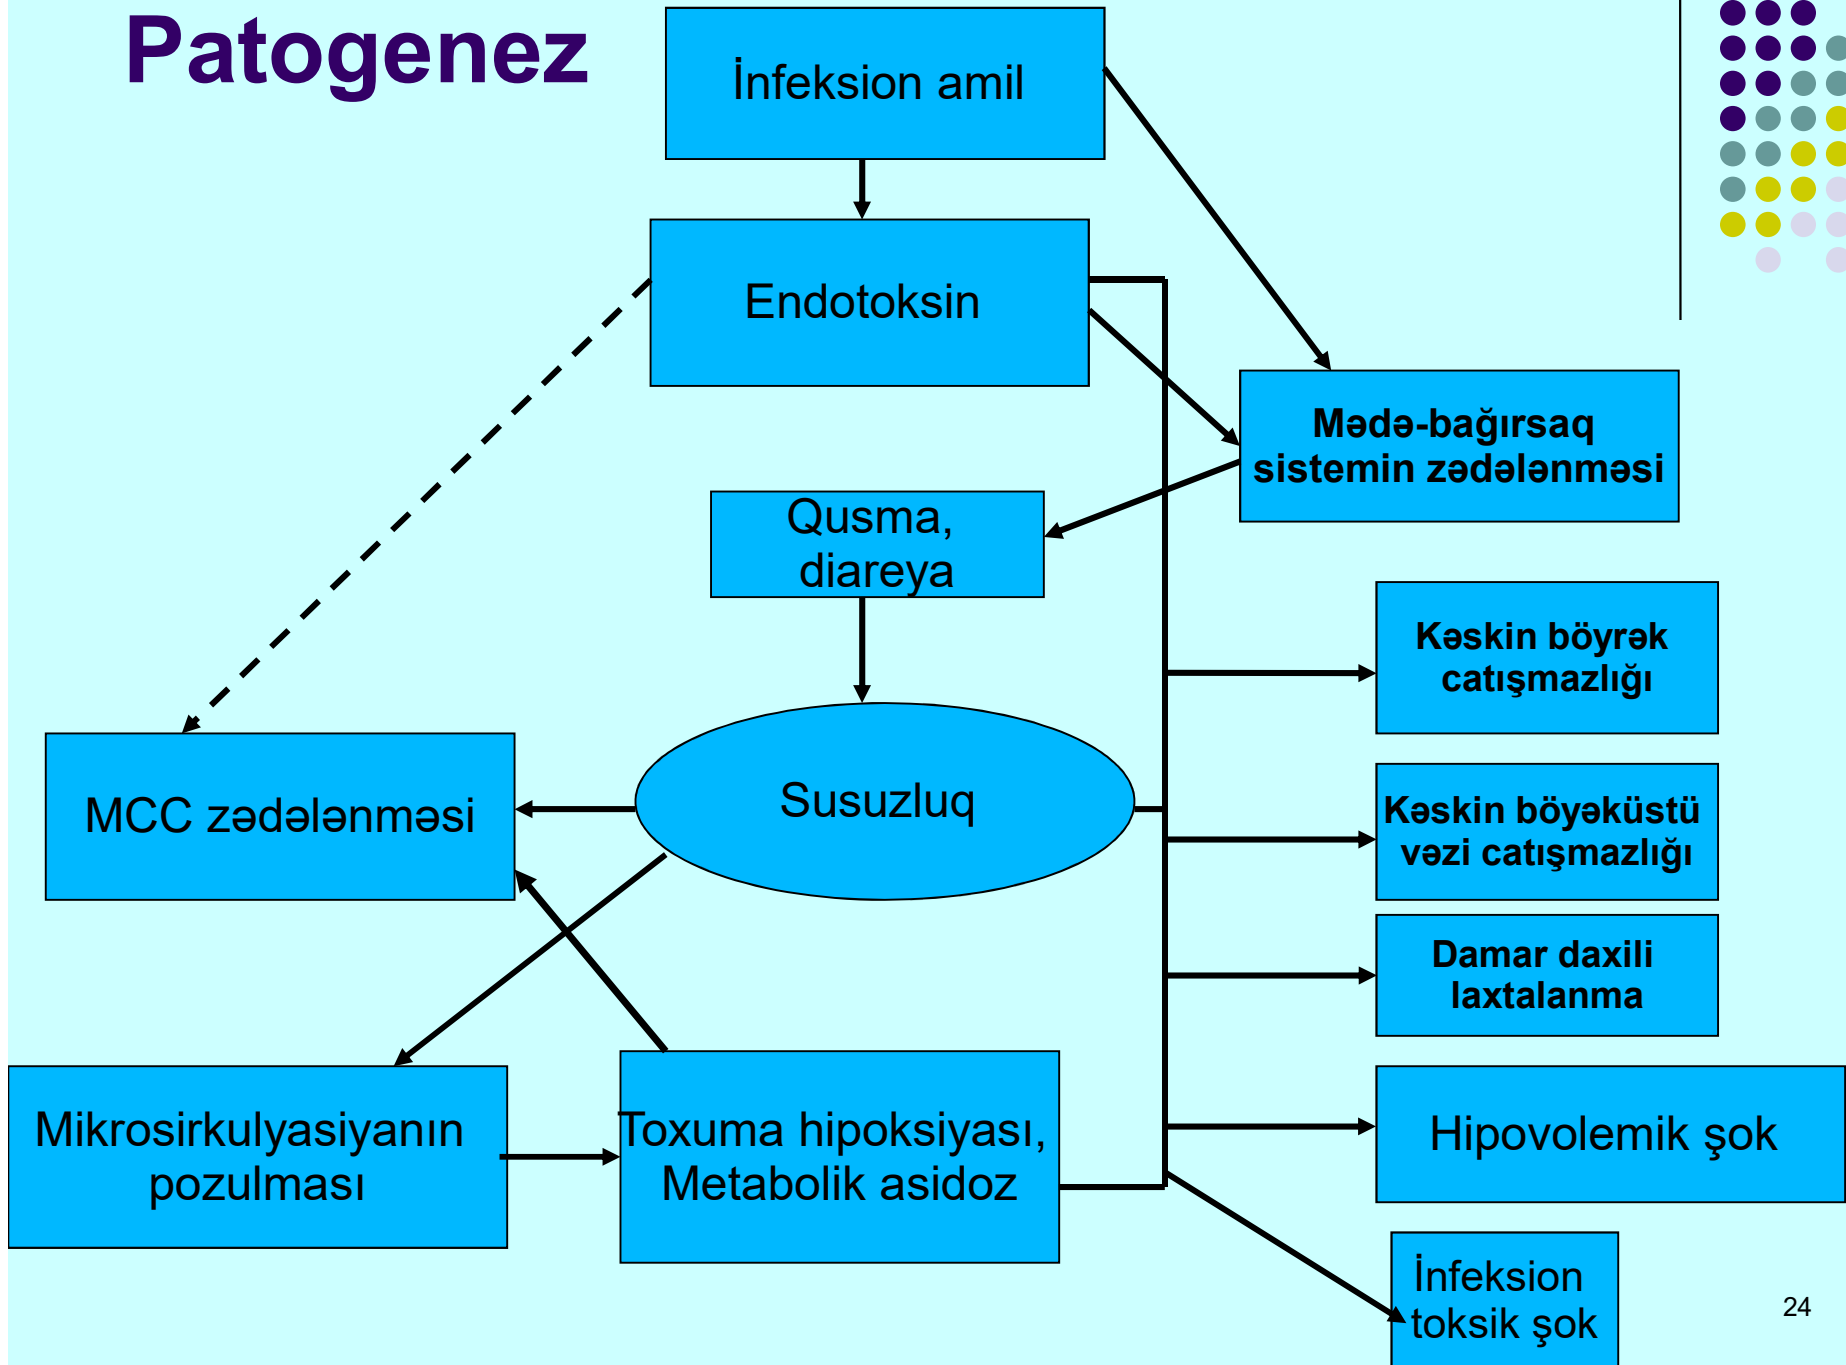 Patogenez
İnfeksion amil
Endotoksin
Mədə-bağırsaq
sistemin zədələnməsi
Qusma,
diareya
Kəskin böyrək
catışmazlığı
MCC zədələnməsi
Susuzluq
Kəskin böyəküstü
vəzi catışmazlığı
Damar daxili
laxtalanma
Mikrosirkulyasiyanın
pozulması
Toxuma hipoksiyası,
Metabolik asidoz
Hipovolemik şok
İnfeksion
toksik şok
24